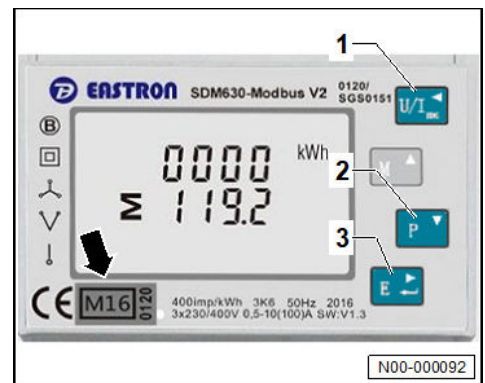 1
EASTRON SDM630-Modbus V2 0120/
SGS0151
U/I
B
M
kWh
0000
Σ 119.2
2
P
3
E
CE M16 0120
400imp/kWh 3K6 50Hz 2016
3x230/400V 0,5-10(100)A SW:V1.3
N00-000092